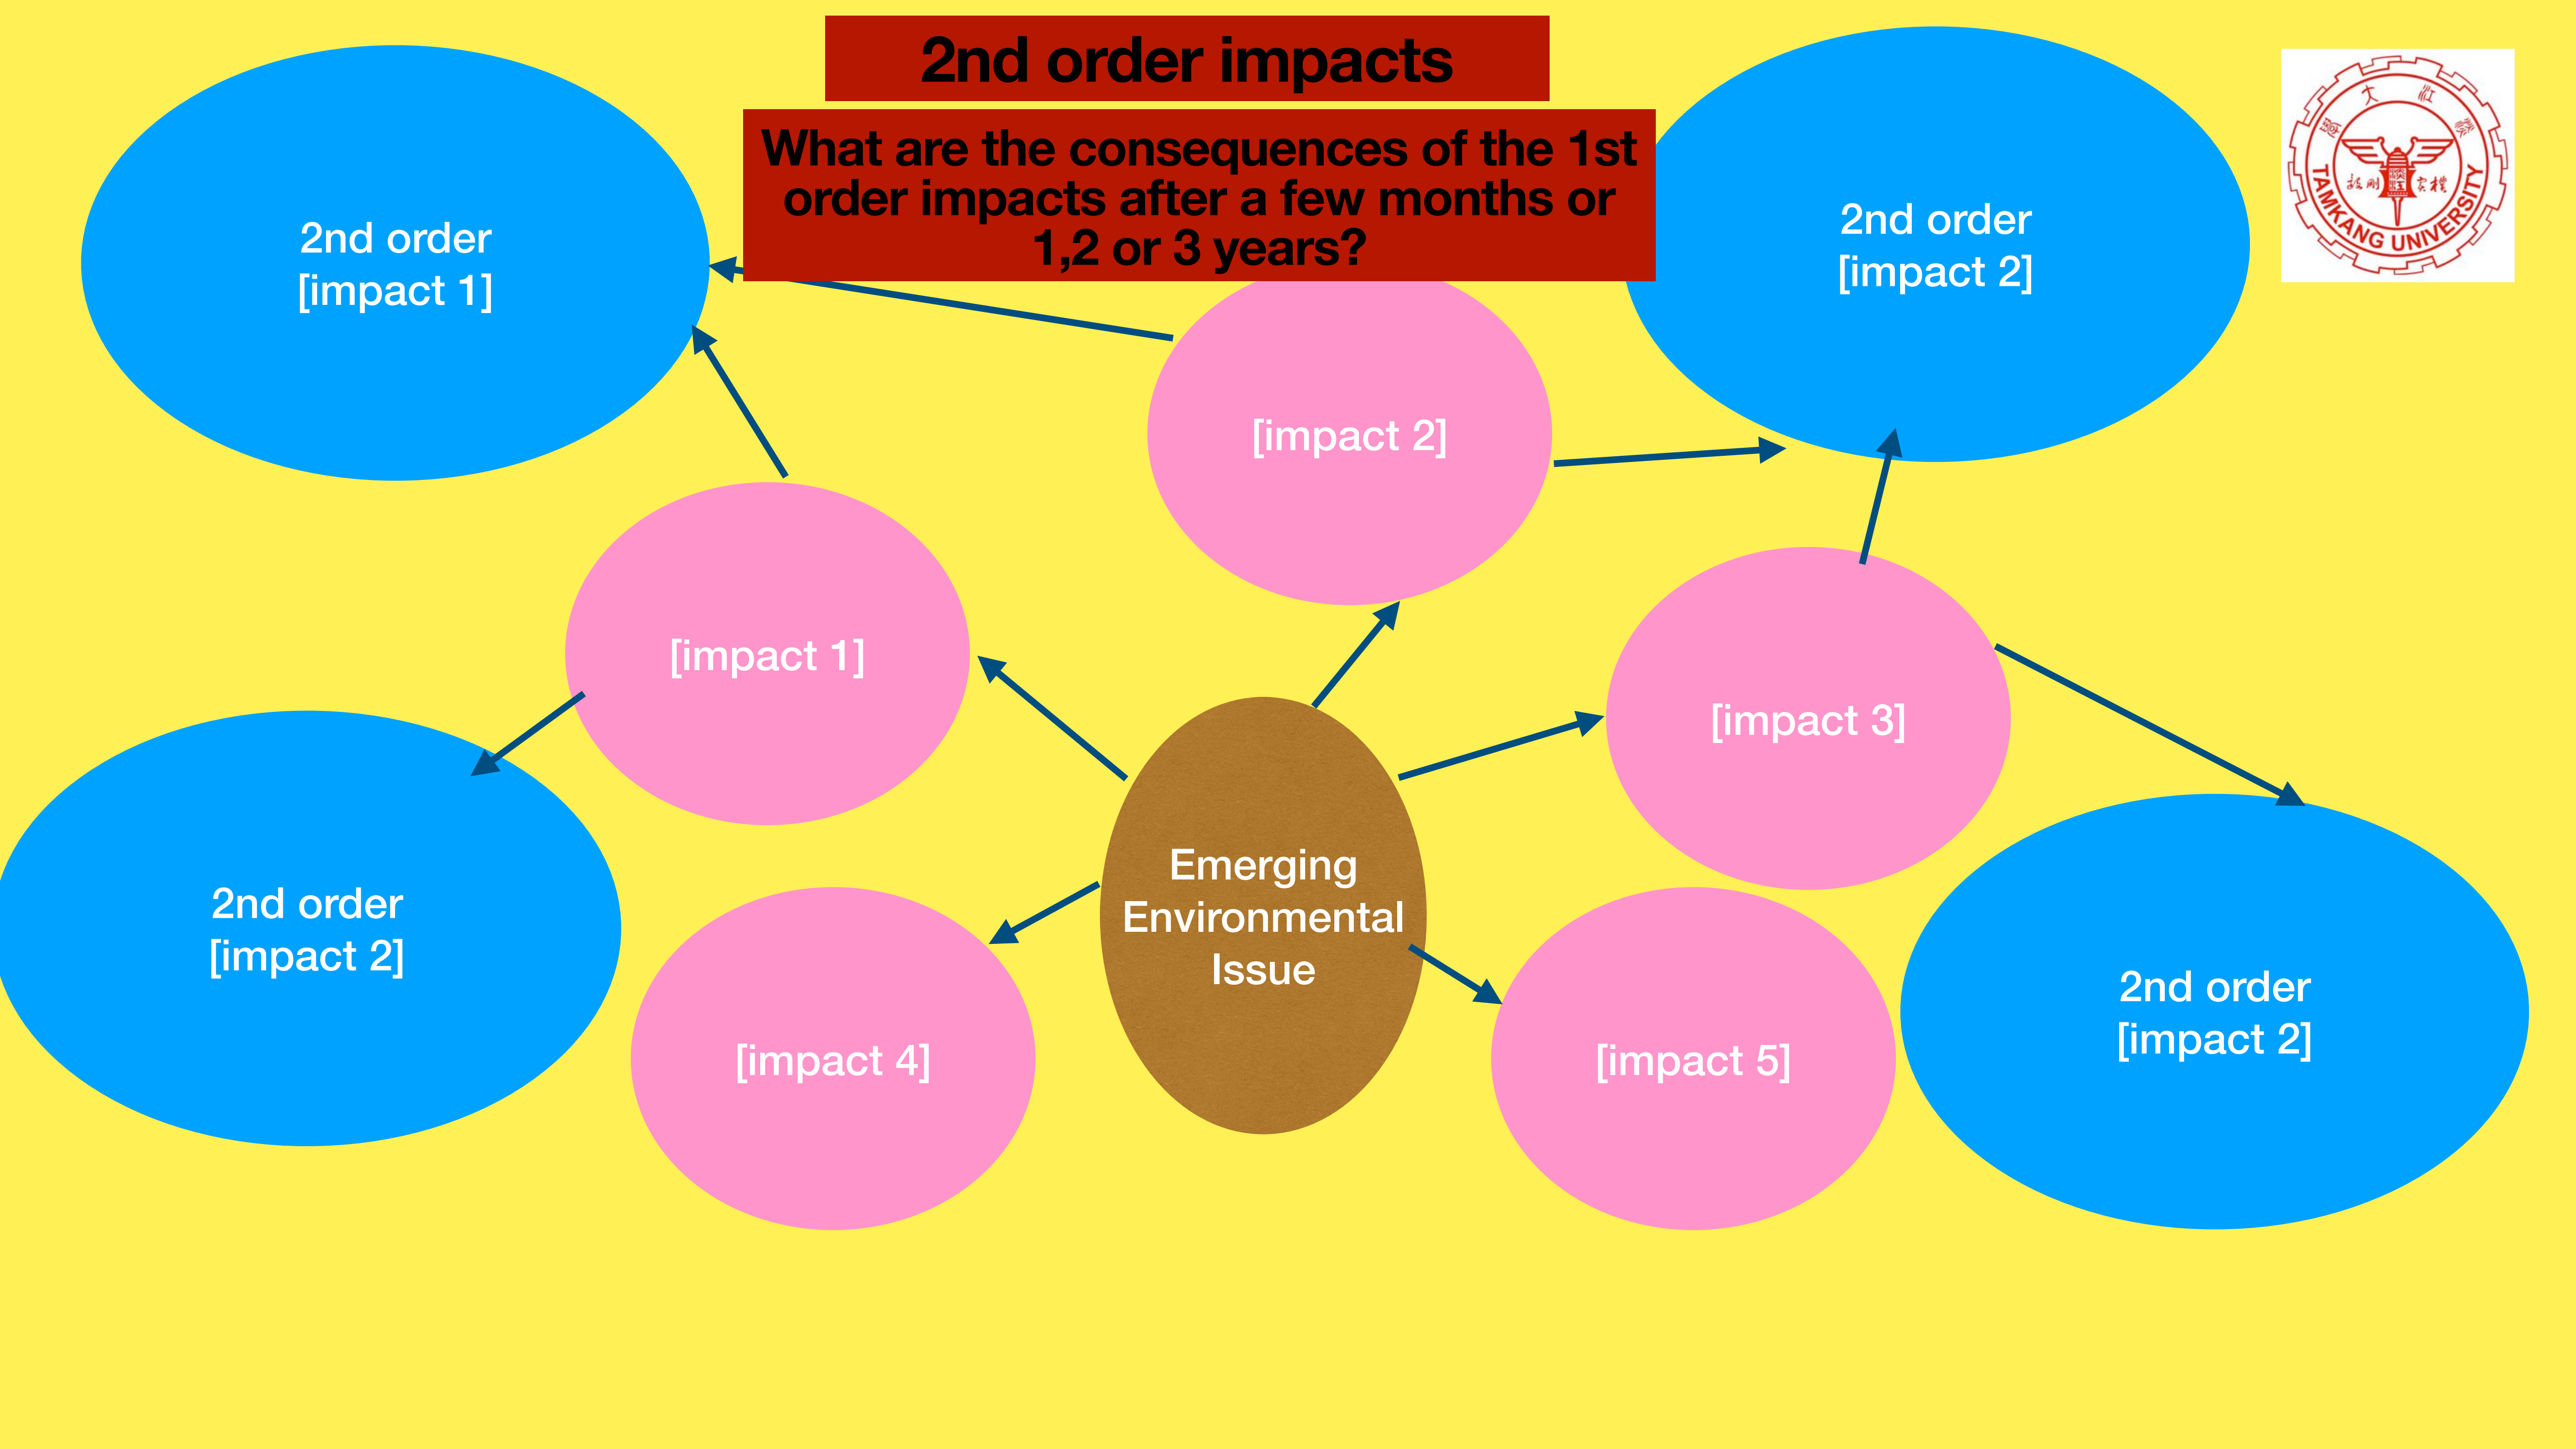 2nd order impacts
What are the consequences of the 1st
order impacts after a few months or
1,2 or 3 years?
2nd order
[impact 1]
2nd order
[impact 2]
大 江
TAMKANG UNIVERSITY
[impact 2]
[impact 1]
[impact 3]
Emerging
Environmental
Issue
2nd order
[impact 2]
[impact 4]
[impact 5]
2nd order
[impact 2]